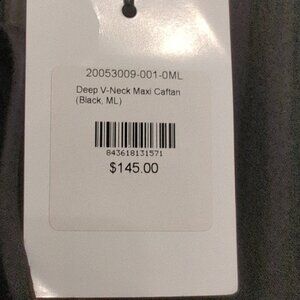 20053009-001-0ML
Deep V-Neck Maxi Caftan
(Black, ML)
843618131571
$145.00